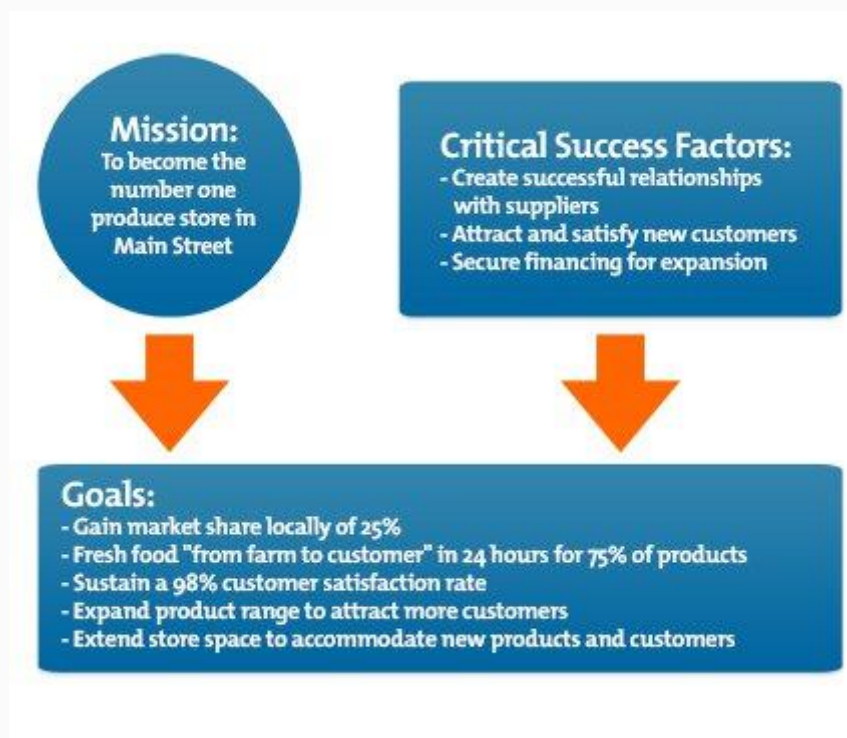 Mission:
To become the
number one
produce store in
Main Street
Critical Success Factors:
- Create successful relationships
with suppliers
- Attract and satisfy new customers
- Secure financing for expansion
Goals:
- Gain market share locally of 25%
- Fresh food "from farm to customer" in 24 hours for 75% of products
- Sustain a 98% customer satisfaction rate
- Expand product range to attract more customers
- Extend store space to accommodate new products and customers